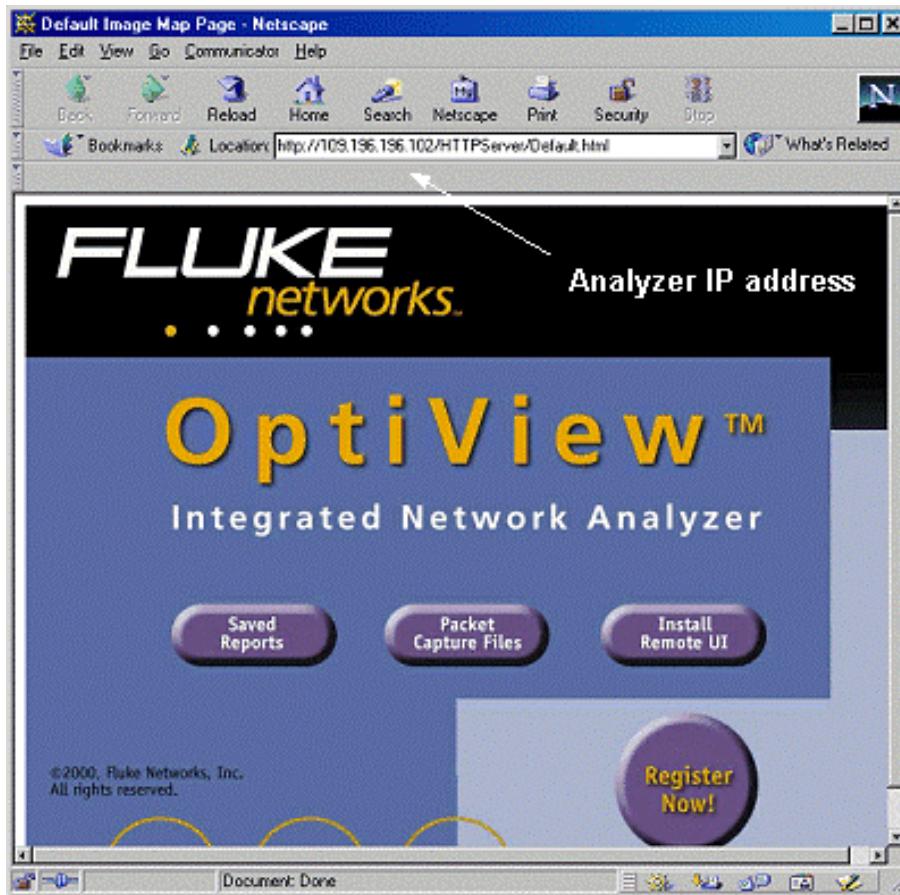 Default Image Map Page - Netscape
File Edit View Go Communicator Help
Back Forward Reload Home Search Netscape Print Security Stop
My
N
Bookmarks Location: http://109.196.196.102/HTTPServer/Default.html What's Related
FLUKE
networks.
Analyzer IP address
OptiView™
Integrated Network Analyzer
Saved
Reports
Packet
Capture Files
Install
Remote UI
©2000, Fluke Networks, Inc.
All rights reserved.
Register
Now!
Document: Done